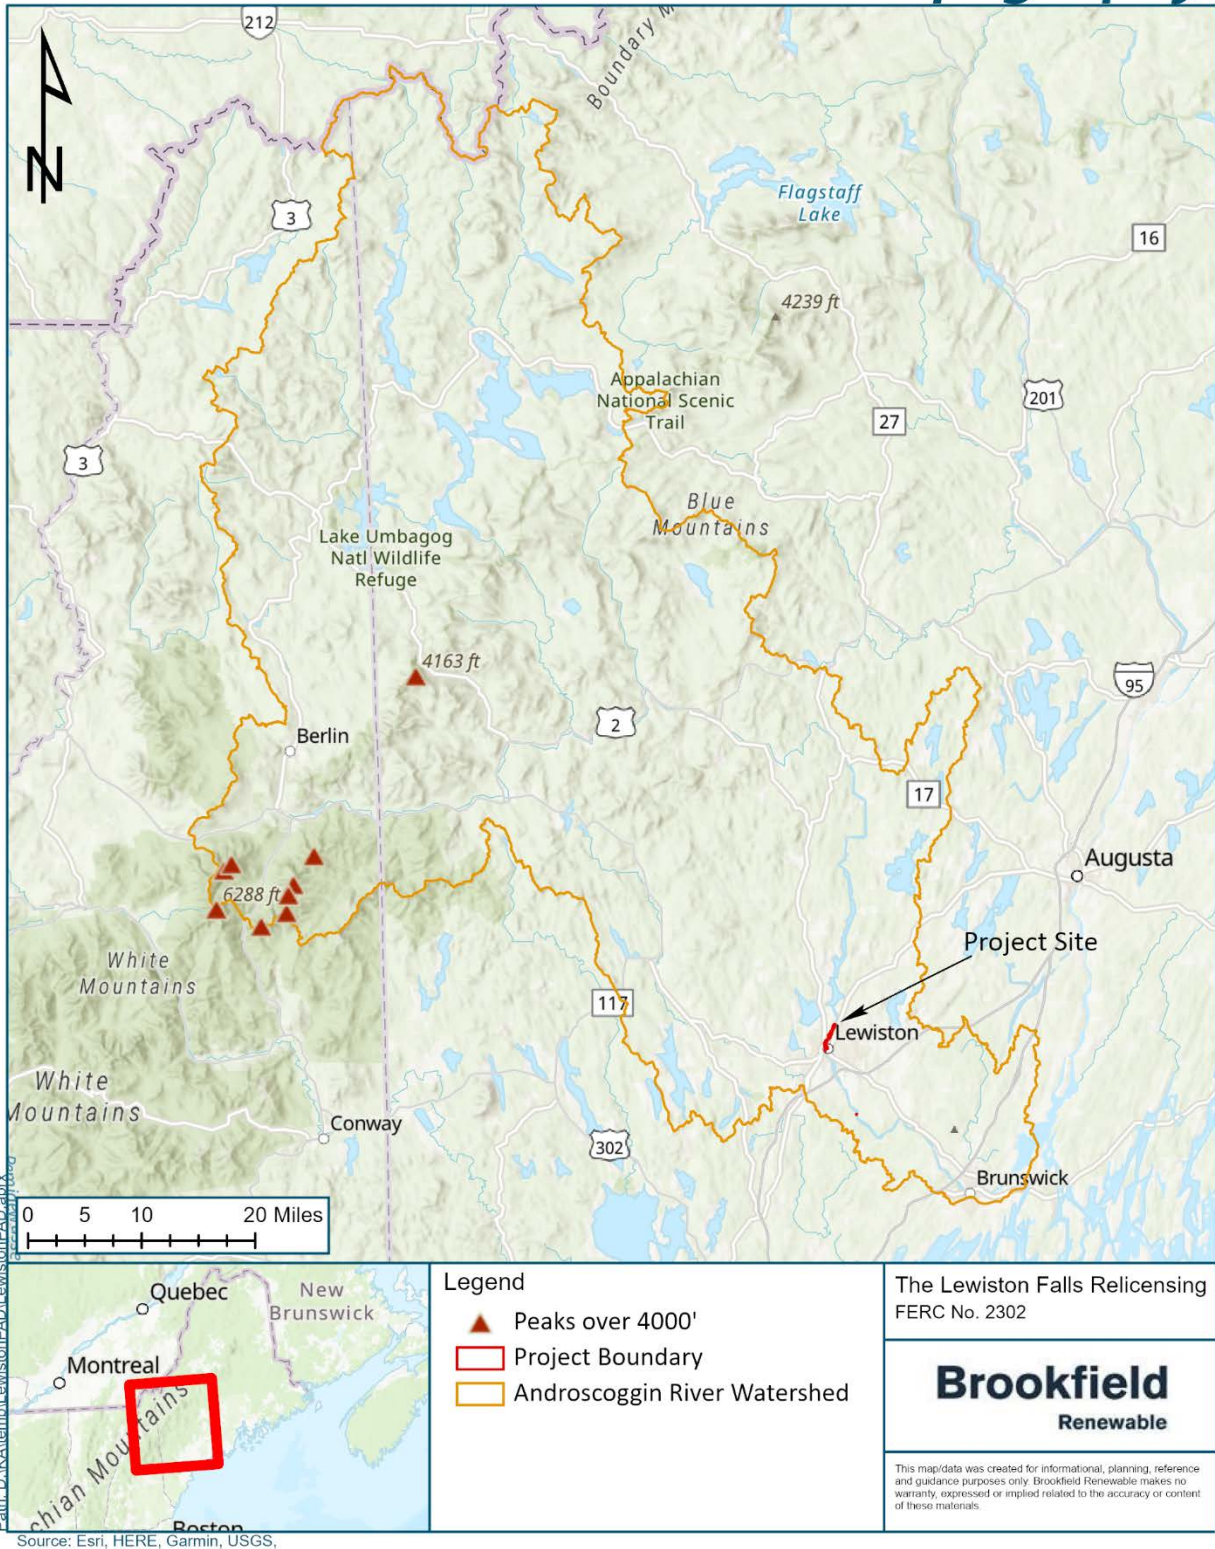 212
Boundary M
N
3
Flagstaff
Lake
16
4239 ft
Appalachian
National Scenic
Trail
201
27
3
Blue
Mountains
Lake Umbagog
Natl Wildlife
Refuge
4163 ft
95
2
Berlin
17
Augusta
6288 ft
Project Site
White
Mountains
117
Lewiston
White
Mountains
Conway
302
Brunswick
0 5 10 20 Miles
Quebec
New
Brunswick
Montreal
chian Mountains
Boston
Legend
Peaks over 4000'
Project Boundary
Androscoggin River Watershed
The Lewiston Falls Relicensing
FERC No. 2302
Brookfield
Renewable
This map/data was created for informational, planning, reference
and guidance purposes only. Brookfield Renewable makes no
warranty, expressed or implied related to the accuracy or content
of these materials.
Source: Esri, HERE, Garmin, USGS,